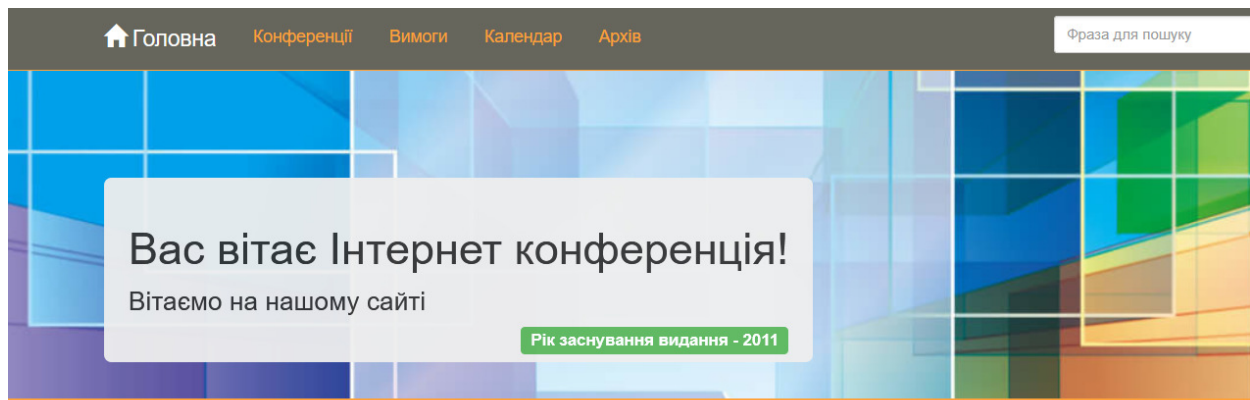 Головна Конференції Вимоги Календар Архів Фраза для пошуку
Вас вітає Інтернет конференція!
Вітаємо на нашому сайті
Рік заснування видання - 2011